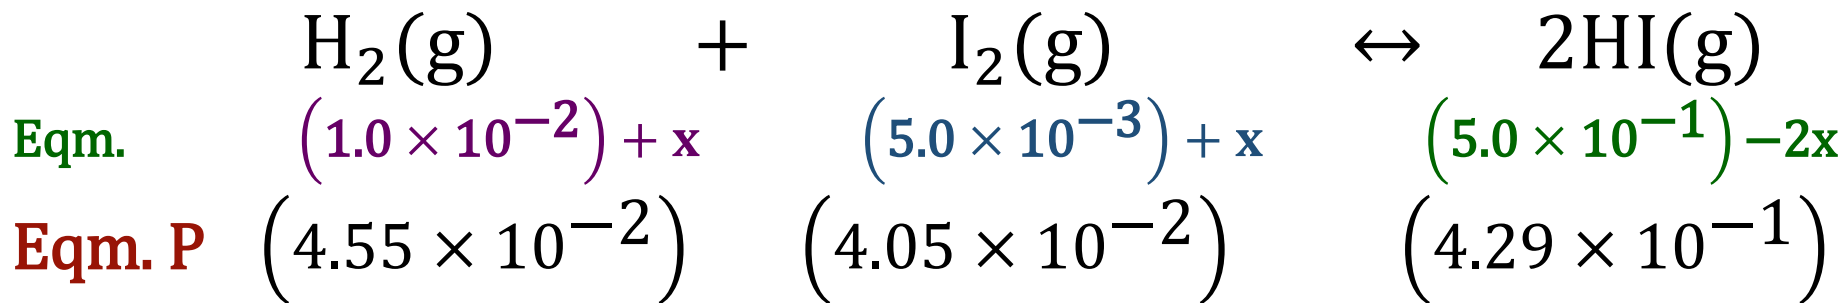 H₂(g) + I₂(g) ↔ 2HI(g)
Eqm. (1.0 × 10⁻²) + x (5.0 × 10⁻³) + x (5.0 × 10⁻¹) −2x
Eqm. P (4.55 × 10⁻²) (4.05 × 10⁻²) (4.29 × 10⁻¹)